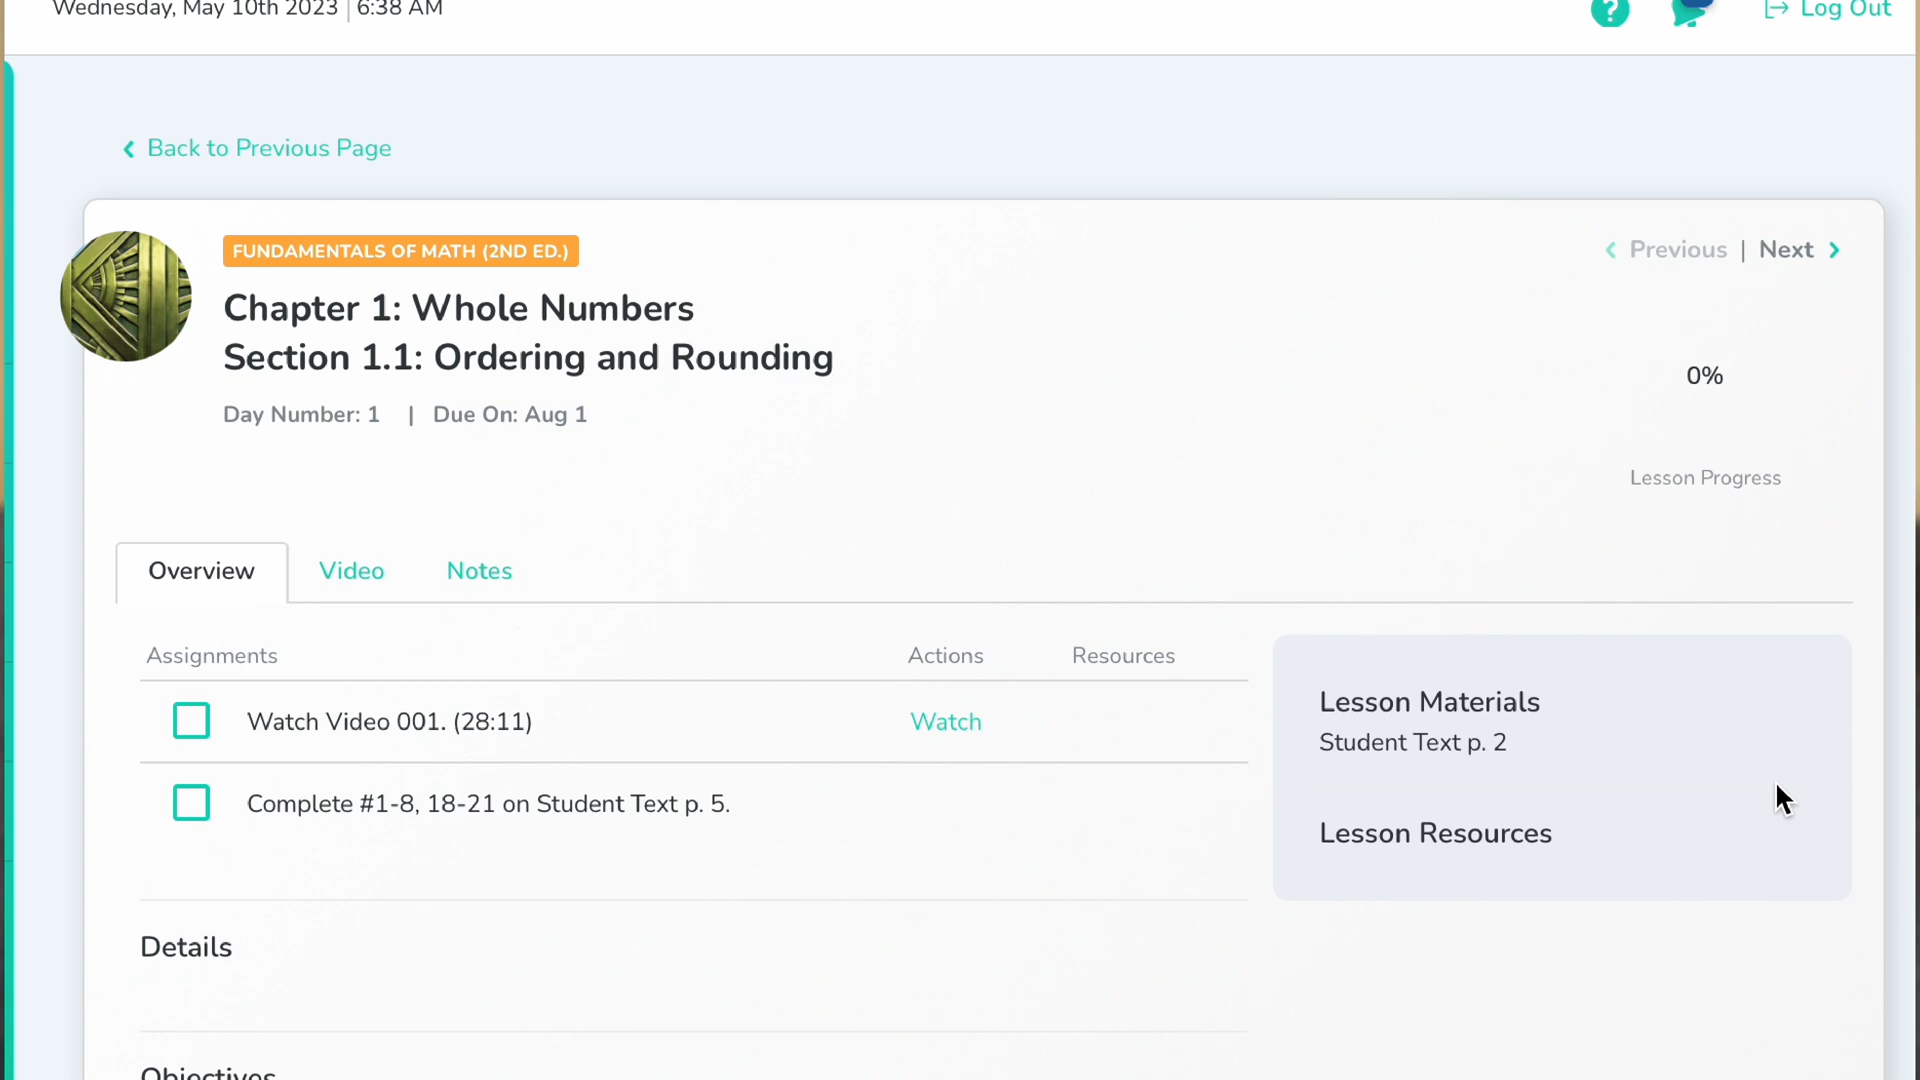 Wednesday, May 10th 2023 | 6:38 AM
? Log Out
Back to Previous Page
FUNDAMENTALS OF MATH (2ND ED.)
Previous | Next
Chapter 1: Whole Numbers
Section 1.1: Ordering and Rounding
0%
Day Number: 1 | Due On: Aug 1
Lesson Progress
Overview Video Notes
Assignments Actions Resources
Watch Video 001. (28:11) Watch
Complete #1-8, 18-21 on Student Text p. 5.
Lesson Materials
Student Text p. 2
Lesson Resources
Details
Objectives